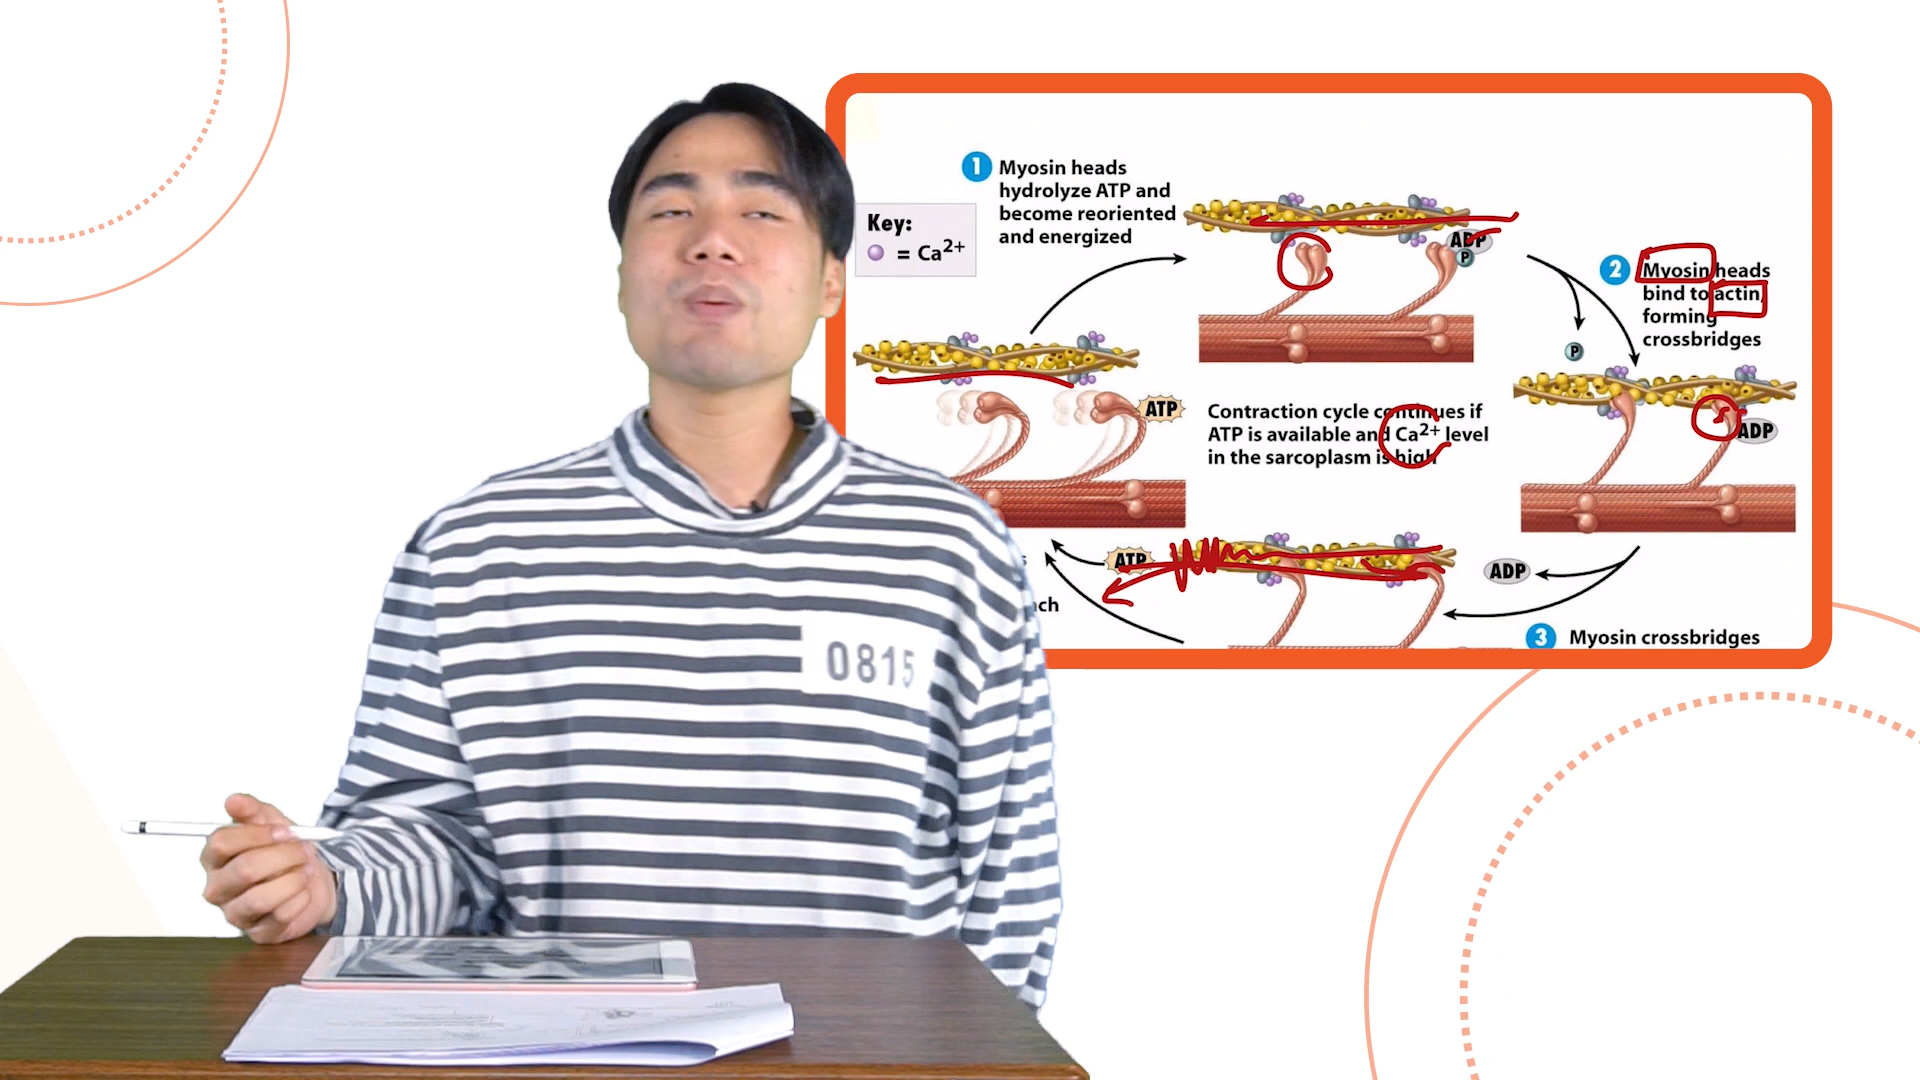 1 Myosin heads
hydrolyze ATP and
become reoriented
and energized
Key:
= Ca2+
ADP
P
2 Myosin heads
bind to actin,
forming
crossbridges
P
ATP
Contraction cycle continues if
ATP is available and Ca2+ level
in the sarcoplasm is high
ADP
ATP
ADP
3 Myosin crossbridges
0815